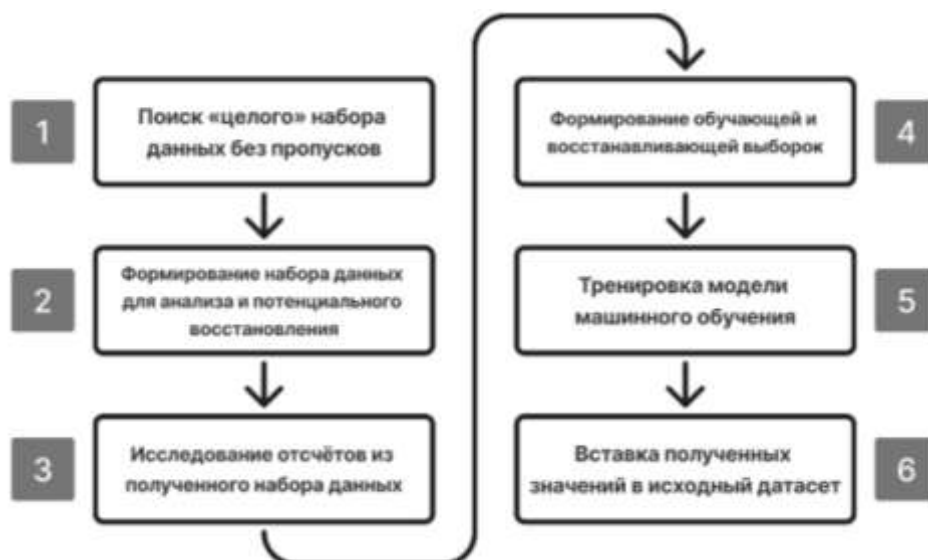 1
Поиск «целого» набора
данных без пропусков
2
Формирование набора данных
для анализа и потенциального
восстановления
3
Исследование отсчётов из
полученного набора данных
4
Формирование обучающей и
восстанавливающей выборок
5
Тренировка модели
машинного обучения
6
Вставка полученных
значений в исходный датасет